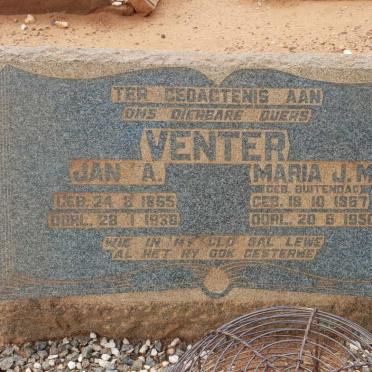 TER GEDAGTENIS AAN
ONS DIERBARE OUERS
VENTER
JAN A. MARIA J.M
(GEB. BUITENDAG
GEB. 24 2 1865 GEB. 18 10 1867
OORL. 28 1 1938 OORL. 20 6 1950
WIE IN MY GLO SAL LEWE
AL HET HY OOK GESTERWE